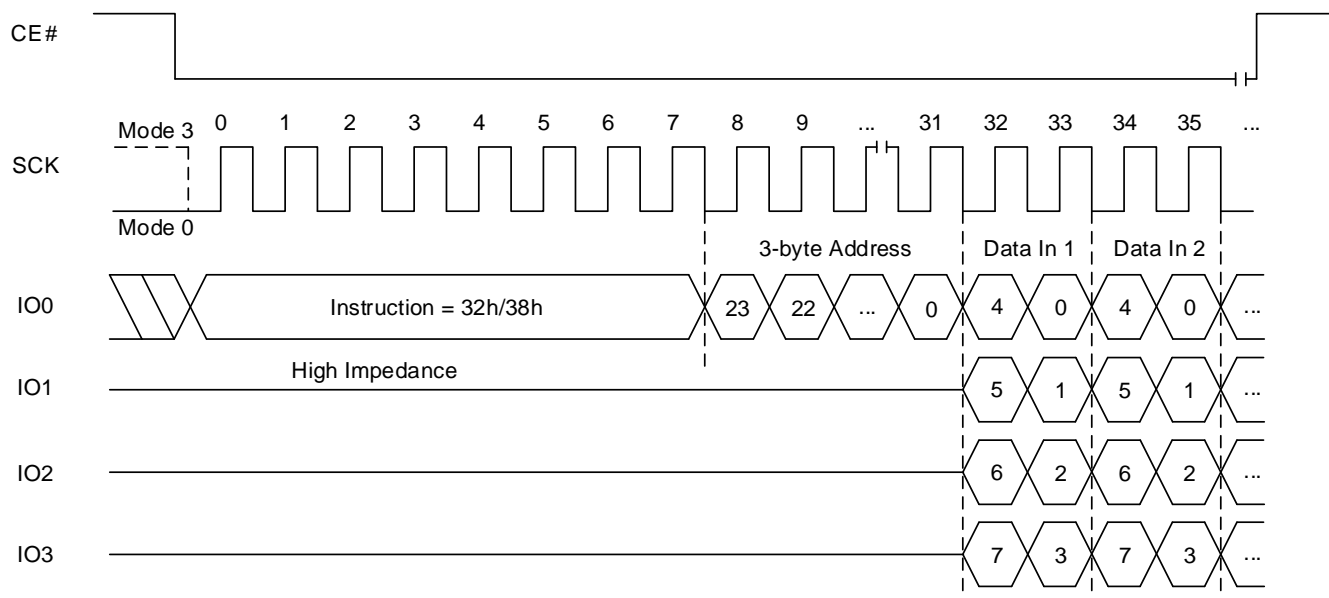 CE#
Mode 3 0 1 2 3 4 5 6 7 8 9 ... 31 32 33 34 35 ...
SCK
Mode 0
3-byte Address Data In 1 Data In 2
IO0 Instruction = 32h/38h 23 22 ... 0 4 0 4 0 ...
High Impedance
IO1 5 1 5 1 ...
IO2 6 2 6 2 ...
IO3 7 3 7 3 ...